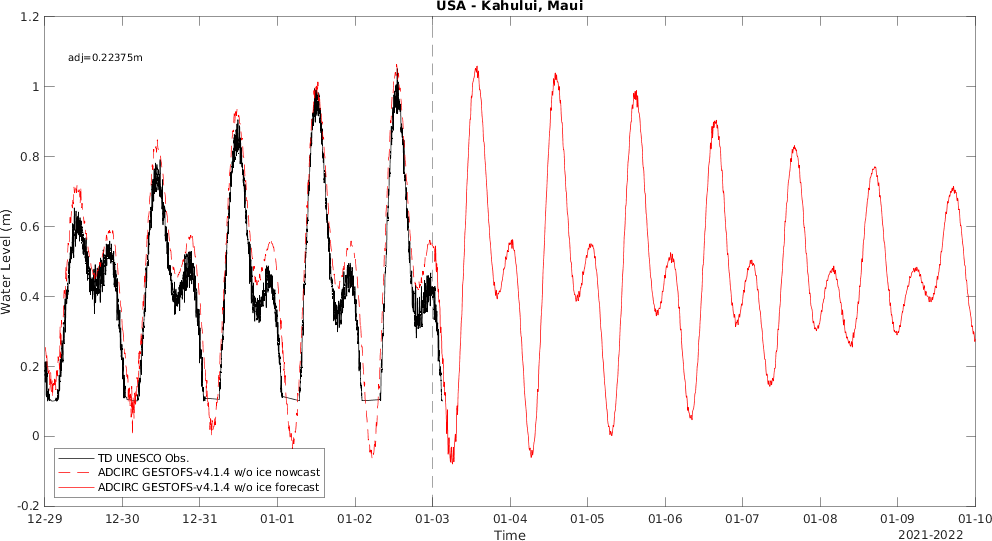 USA - Kahului, Maui
adj=0.22375m
Water Level (m)
1.2
1
0.8
0.6
0.4
0.2
0
-0.2
TD UNESCO Obs.
ADCIRC GESTOFS-v4.1.4 w/o ice nowcast
ADCIRC GESTOFS-v4.1.4 w/o ice forecast
12-29 12-30 12-31 01-01 01-02 01-03 01-04 01-05 01-06 01-07 01-08 01-09 01-10
Time
2021-2022